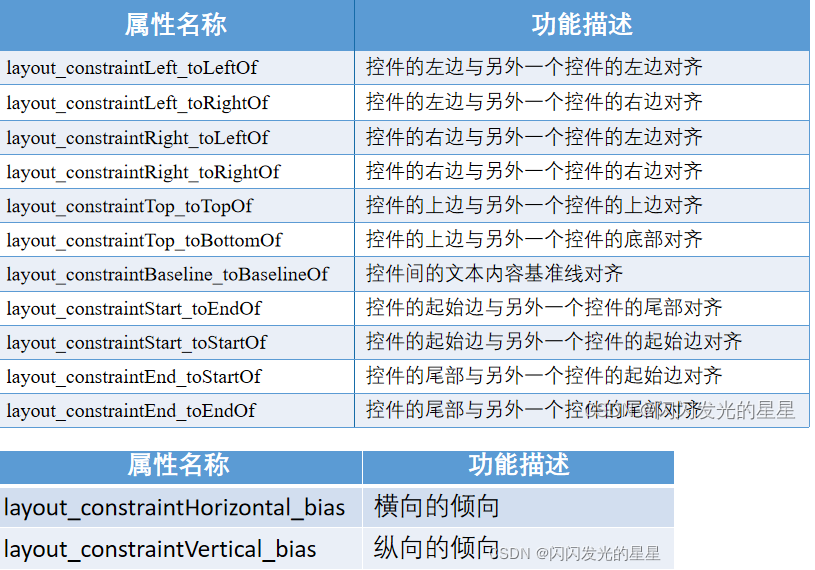 属性名称 功能描述
layout_constraintLeft_toLeftOf 控件的左边与另外一个控件的左边对齐
layout_constraintLeft_toRightOf 控件的左边与另外一个控件的右边对齐
layout_constraintRight_toLeftOf 控件的右边与另外一个控件的左边对齐
layout_constraintRight_toRightOf 控件的右边与另外一个控件的右边对齐
layout_constraintTop_toTopOf 控件的上边与另外一个控件的上边对齐
layout_constraintTop_toBottomOf 控件的上边与另外一个控件的底部对齐
layout_constraintBaseline_toBaselineOf 控件间的文本内容基准线对齐
layout_constraintStart_toEndOf 控件的起始边与另外一个控件的尾部对齐
layout_constraintStart_toStartOf 控件的起始边与另外一个控件的起始边对齐
layout_constraintEnd_toStartOf 控件的尾部与另外一个控件的起始边对齐
layout_constraintEnd_toEndOf 控件的尾部与另外一个控件的尾部对齐
CSDN @闪闪发光的星星
属性名称 功能描述
layout_constraintHorizontal_bias 横向的倾向
layout_constraintVertical_bias 纵向的倾向
CSDN @闪闪发光的星星